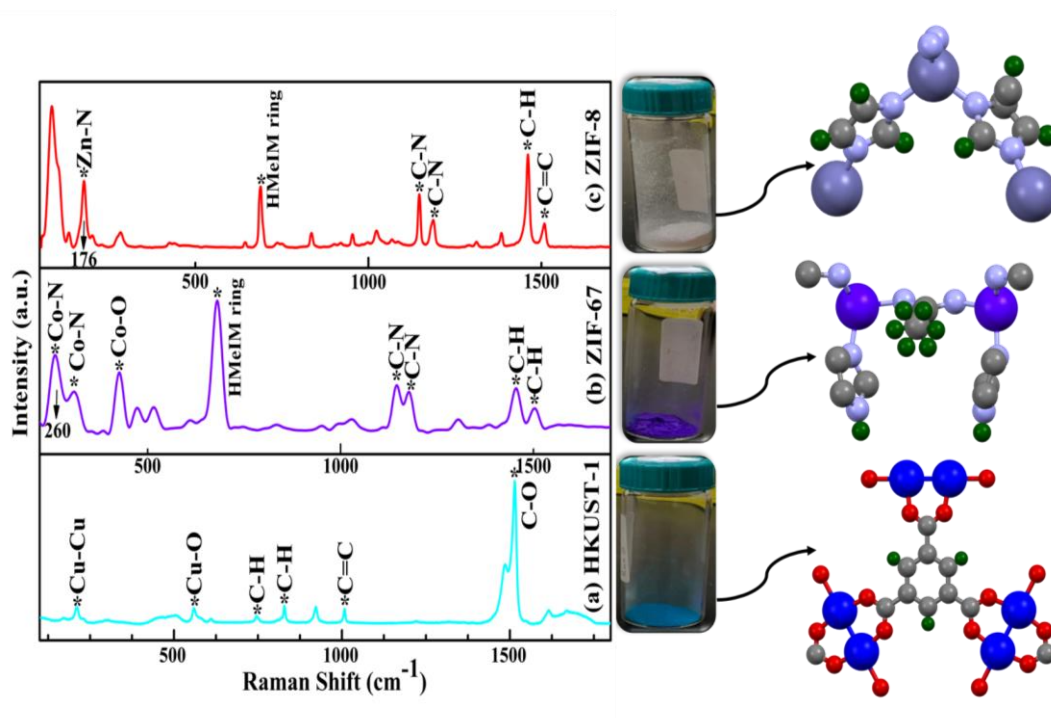 Intensity (a.u.)
*Zn-N
176
*
HMeIM ring
*C-N
*C-N
*C-H
*C=C
(c) ZIF-8
500
1000
1500
*Co-N
260
*Co-N
*Co-O
*
HMeIM ring
*C-N
*C-N
*C-H
*C-H
(b) ZIF-67
500
1000
1500
*Cu-Cu
*Cu-O
*C-H
*C-H
*C=C
*
C-O
(a) HKUST-1
500
1000
1500
Raman Shift (cm-1)